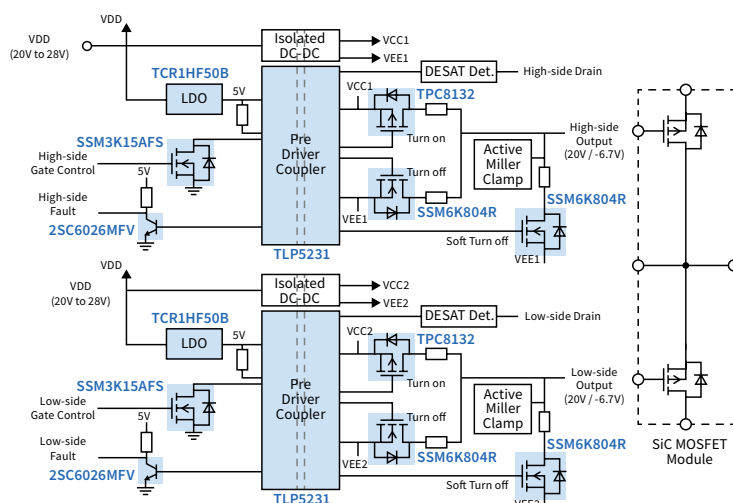 VDD
VDD
(20V to 28V)
Isolated
DC-DC
VCC1
VEE1
TCR1HF50B
LDO
5V
DESAT Det.
High-side Drain
VCC1
TPC8132
SSM3K15AFS
Pre
Driver
Coupler
Turn on
High-side
Output
(20V / -6.7V)
High-side
Gate Control
5V
Turn off
Active
Miller
Clamp
High-side
Fault
VEE1
SSM6K804R
SSM6K804R
2SC6026MFV
TLP5231
Soft Turn off
VEE1
VDD
(20V to 28V)
Isolated
DC-DC
VCC2
VEE2
TCR1HF50B
LDO
5V
DESAT Det.
Low-side Drain
VCC2
TPC8132
SSM3K15AFS
Pre
Driver
Coupler
Turn on
Low-side
Output
(20V / -6.7V)
Low-side
Gate Control
5V
Turn off
Active
Miller
Clamp
Low-side
Fault
VEE2
SSM6K804R
SSM6K804R
2SC6026MFV
TLP5231
Soft Turn off
VEE2
SiC MOSFET
Module